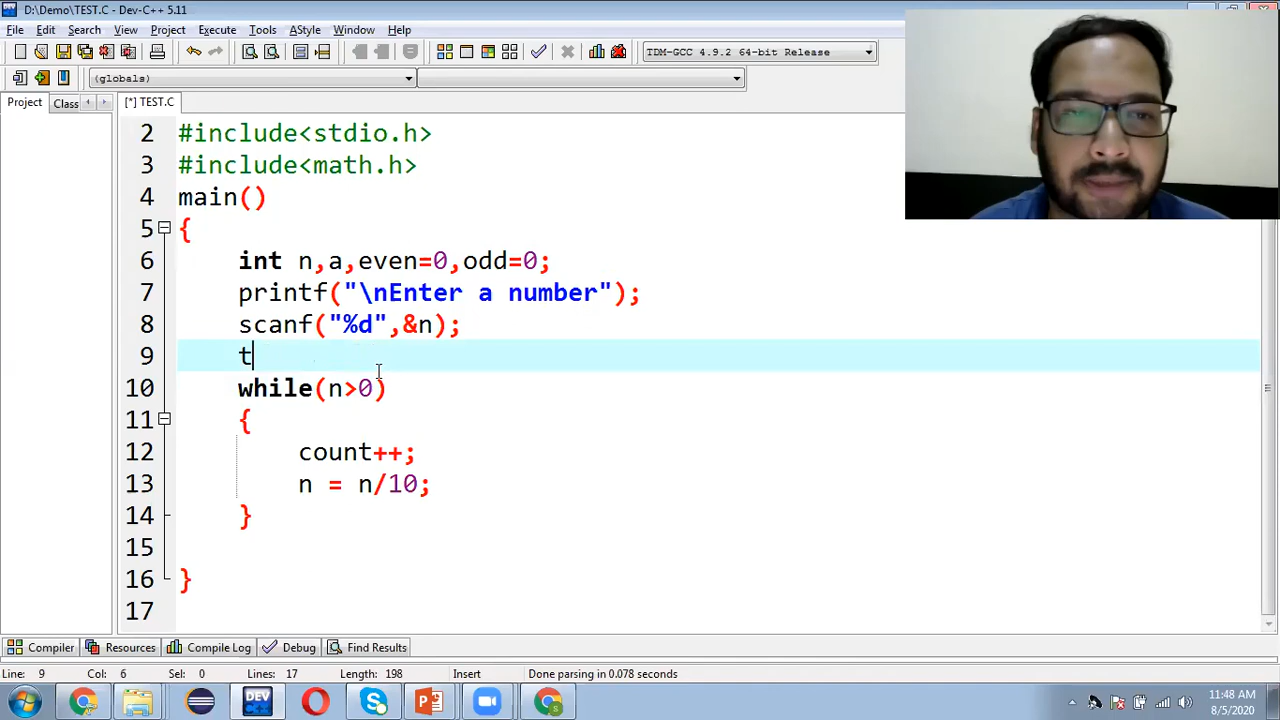 D:\Demo\TEST.C - Dev-C++ 5.11
File Edit Search View Project Execute Tools AStyle Window Help
TDM-GCC 4.9.2 64-bit Release
(globals)
Project Class [*] TEST.C
2 #include<stdio.h>
3 #include<math.h>
4 main()
5 {
6 int n,a,even=0,odd=0;
7 printf("\nEnter a number");
8 scanf("%d",&n);
9 t
10 while(n>0)
11 {
12 count++;
13 n = n/10;
14 }
15
16 }
17
Compiler Resources Compile Log Debug Find Results
Line: 9 Col: 6 Sel: 0 Lines: 17 Length: 198 Insert Done parsing in 0.078 seconds
DEV C++
11:48 AM
8/5/2020